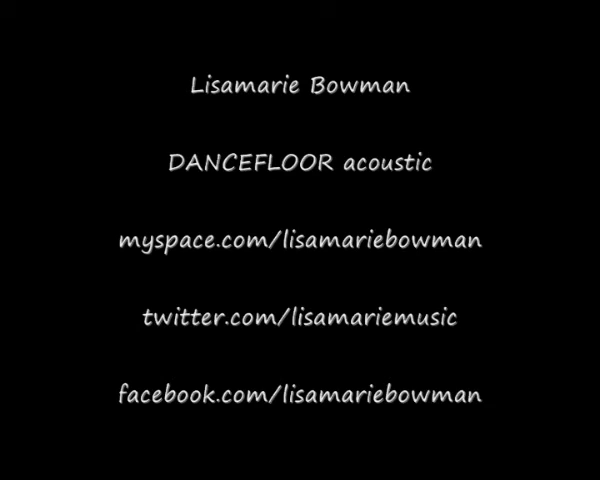 Lisamarie Bowman
DANCEFLOOR acoustic
myspace.com/lisamariebowman
twitter.com/lisamariemusic
facebook.com/lisamariebowman